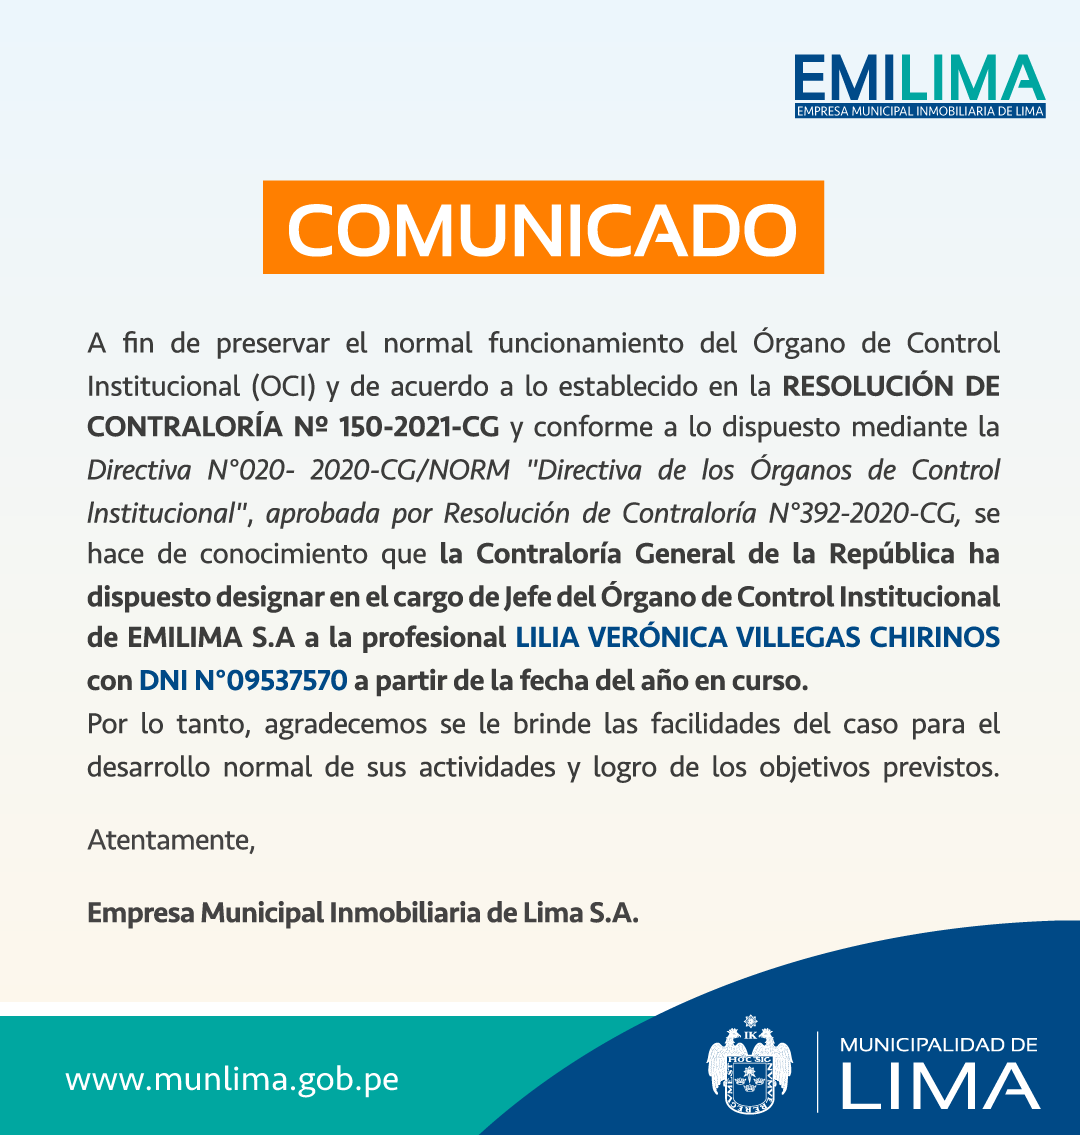 EMILIMA
EMPRESA MUNICIPAL INMOBILIARIA DE LIMA
COMUNICADO
A fin de preservar el normal funcionamiento del Órgano de Control
Institucional (OCI) y de acuerdo a lo establecido en la RESOLUCIÓN DE
CONTRALORÍA Nº 150-2021-CG y conforme a lo dispuesto mediante la
Directiva N°020- 2020-CG/NORM "Directiva de los Órganos de Control
Institucional", aprobada por Resolución de Contraloría N°392-2020-CG, se
hace de conocimiento que la Contraloría General de la República ha
dispuesto designar en el cargo de Jefe del Órgano de Control Institucional
de EMILIMA S.A a la profesional LILIA VERÓNICA VILLEGAS CHIRINOS
con DNI N°09537570 a partir de la fecha del año en curso.
Por lo tanto, agradecemos se le brinde las facilidades del caso para el
desarrollo normal de sus actividades y logro de los objetivos previstos.
Atentamente,
Empresa Municipal Inmobiliaria de Lima S.A.
www.munlima.gob.pe
IK
HOC SIG
MUNICIPALIDAD DE
LIMA